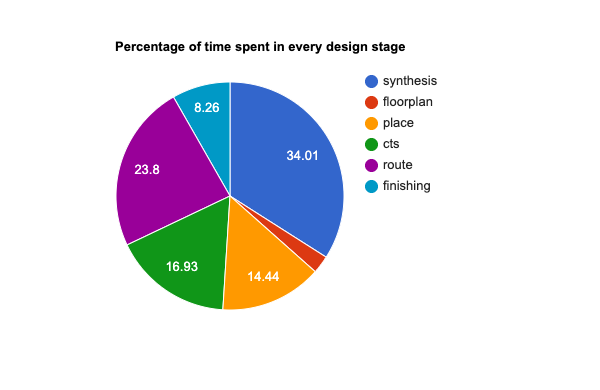 Percentage of time spent in every design stage
synthesis
floorplan
place
cts
route
finishing
8.26
34.01
23.8
16.93
14.44